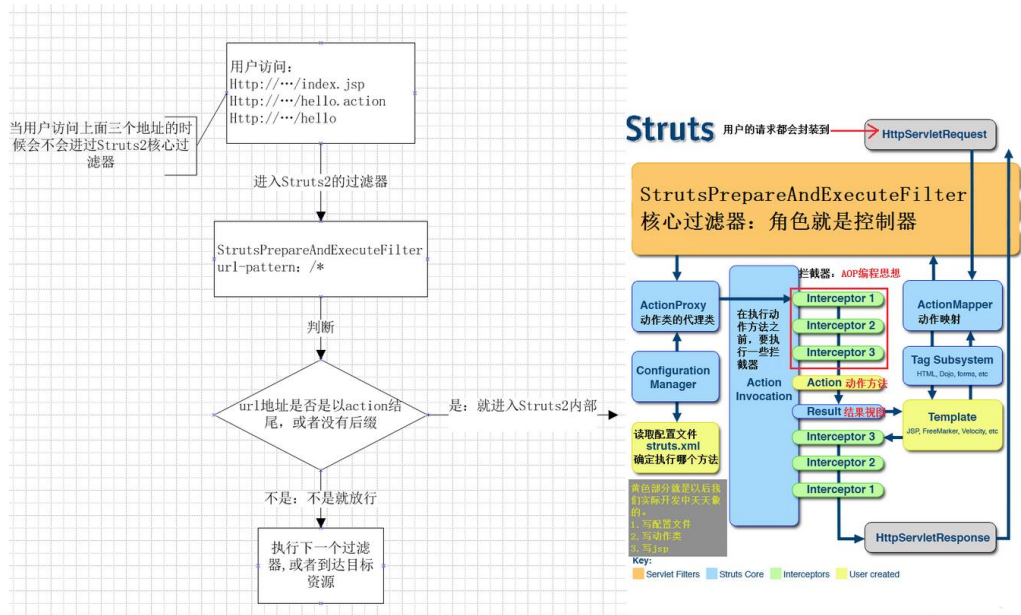 用户访问：
Http://…/index.jsp
Http://…/hello.action
Http://…/hello
当用户访问上面三个地址的时
候会不会进过Struts2核心过
滤器
进入Struts2的过滤器
StrutsPrepareAndExecuteFilter
url-pattern：/*
判断
url地址是否是以action结
尾，或者没有后缀
是：就进入Struts2内部
不是：不是就放行
执行下一个过滤
器,或者到达目标
资源
Struts 用户的请求都会封装到
HttpServletRequest
StrutsPrepareAndExecuteFilter
核心过滤器：角色就是控制器
拦截器：AOP编程思想
ActionProxy
动作类的代理类
在执行动
作方法之
前，要执
行一些拦
截器
Action
Invocation
Interceptor 1
Interceptor 2
Interceptor 3
Action 动作方法
Result 结果视图
Interceptor 3
Interceptor 2
Interceptor 1
ActionMapper
动作映射
Tag Subsystem
HTML, Dojo, forms, etc
Template
JSP, FreeMarker, Velocity, etc
Configuration
Manager
读取配置文件
struts.xml
确定执行哪个方法
黄色部分就是以后我
们实际开发中天天
的。
1.写配置文件
2.写动作类
3.写jsp
HttpServletResponse
Key:
Servlet Filters
Struts Core
Interceptors
User created